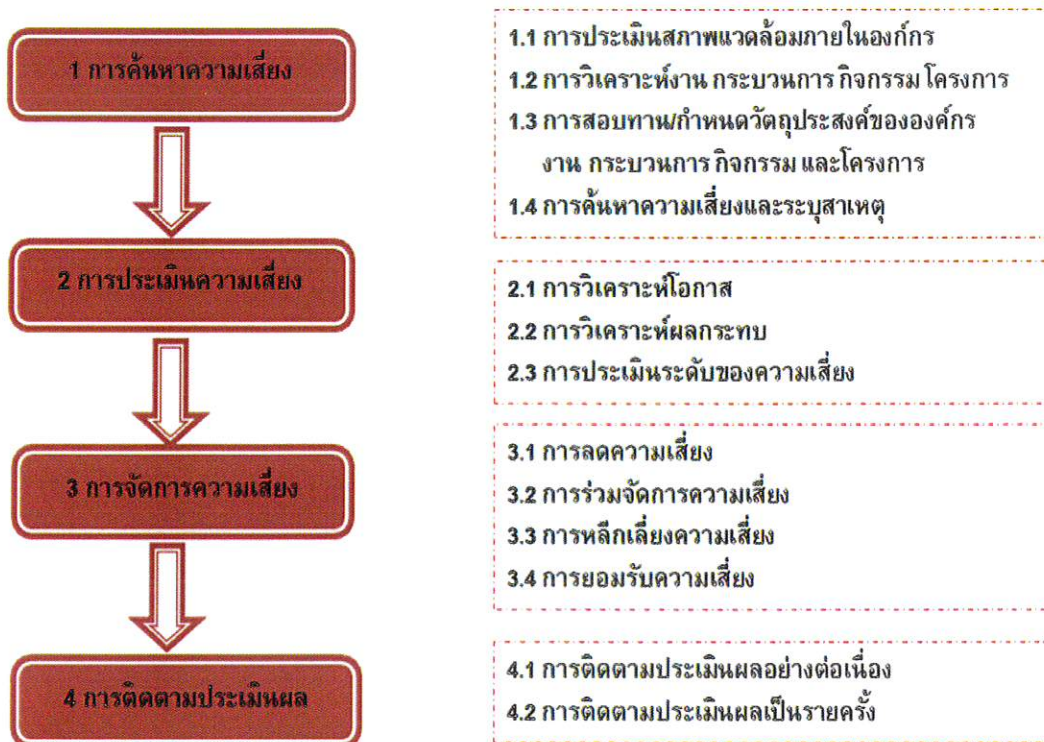 1 การค้นหาความเสี่ยง
1.1 การประเมินสภาพแวดล้อมภายในองก์กร
1.2 การวิเคราะห์งาน กระบวนการ กิจกรรม โครงการ
1.3 การสอบทาน/กำหนดวัตถุประสงค์ขององค์กร
งาน กระบวนการ กิจกรรม และโครงการ
1.4 การค้นหาความเสี่ยงและระบุสาเหตุ
2 การประเมินความเสี่ยง
2.1 การวิเคราะห์โอกาส
2.2 การวิเคราะห์ผลกระทบ
2.3 การประเมินระดับของความเสี่ยง
3 การจัดการความเสี่ยง
3.1 การลดความเสี่ยง
3.2 การร่วมจัดการความเสี่ยง
3.3 การหลีกเลี่ยงความเสี่ยง
3.4 การยอมรับความเสี่ยง
4 การติดตามประเมินผล
4.1 การติดตามประเมินผลอย่างต่อเนื่อง
4.2 การติดตามประเมินผลเป็นรายครั้ง